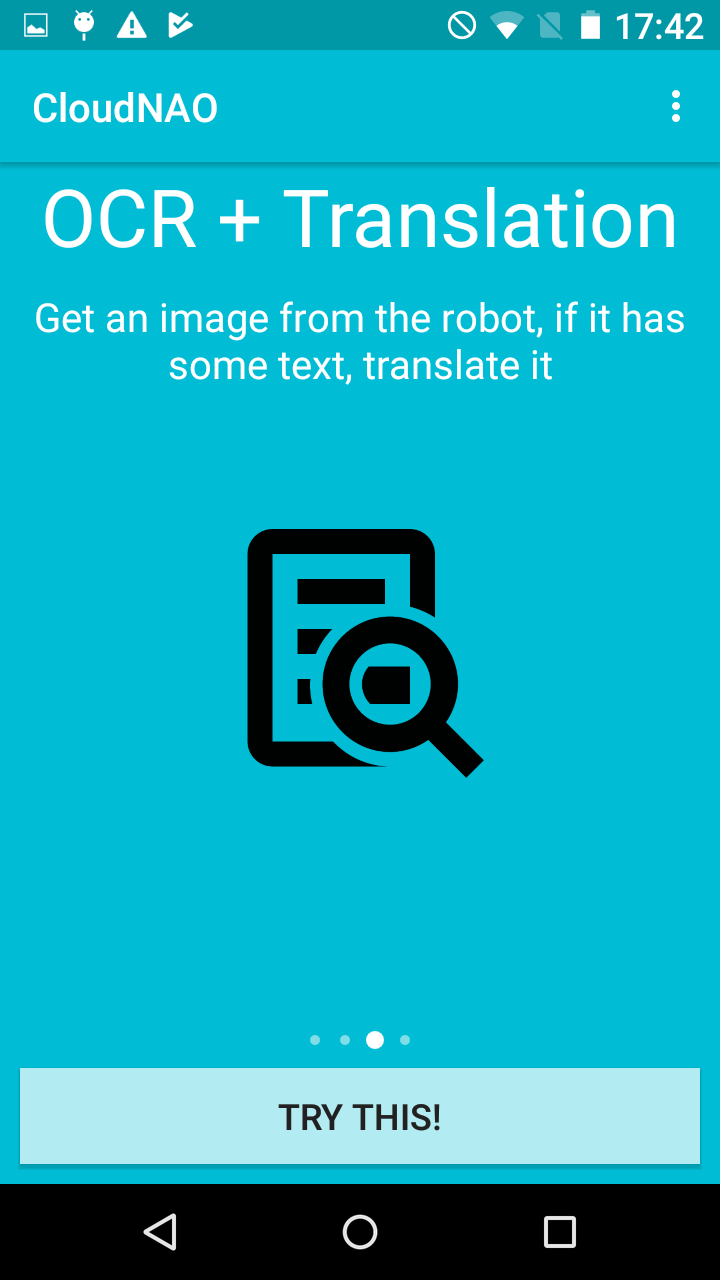 17:42
CloudNAO
OCR + Translation
Get an image from the robot, if it has
some text, translate it
TRY THIS!